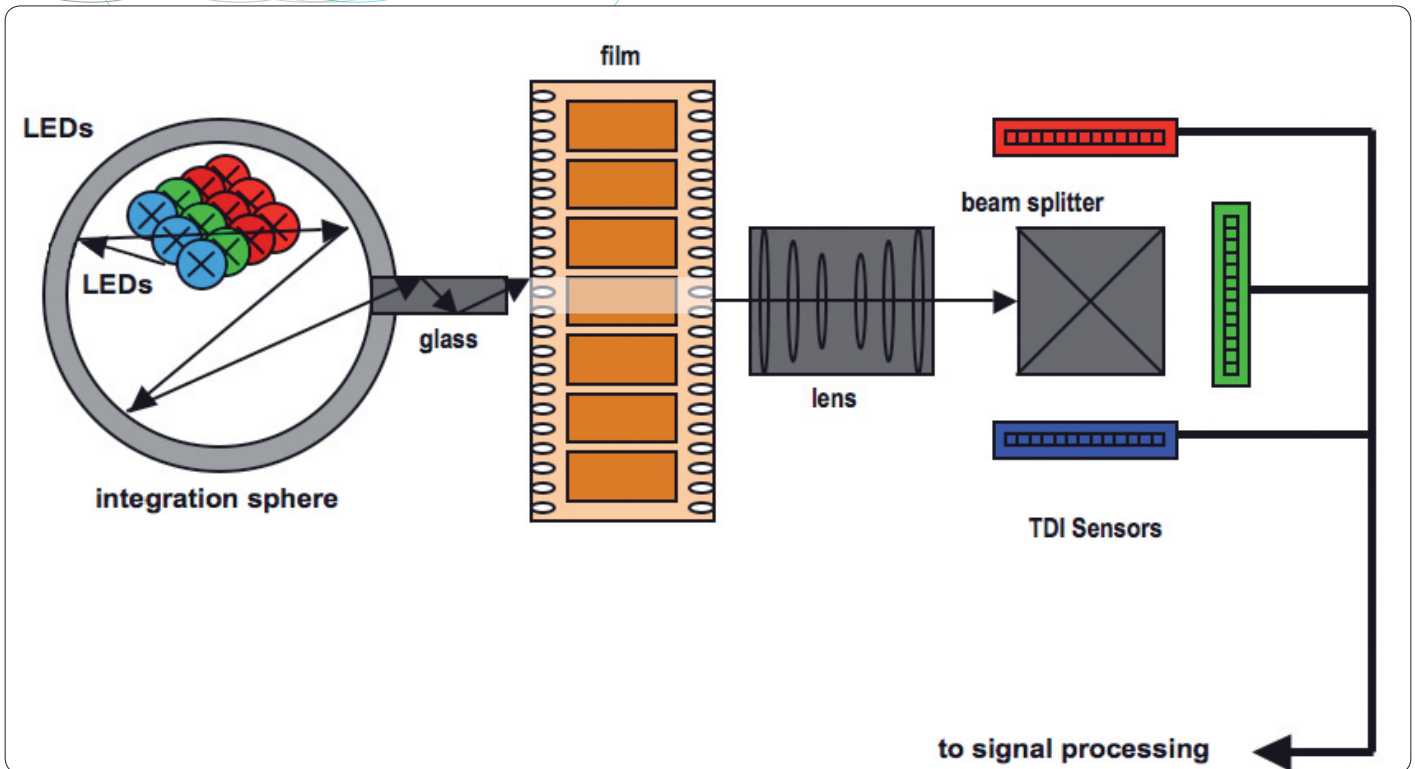 film
LEDs
beam splitter
LEDs
glass
lens
integration sphere
TDI Sensors
to signal processing